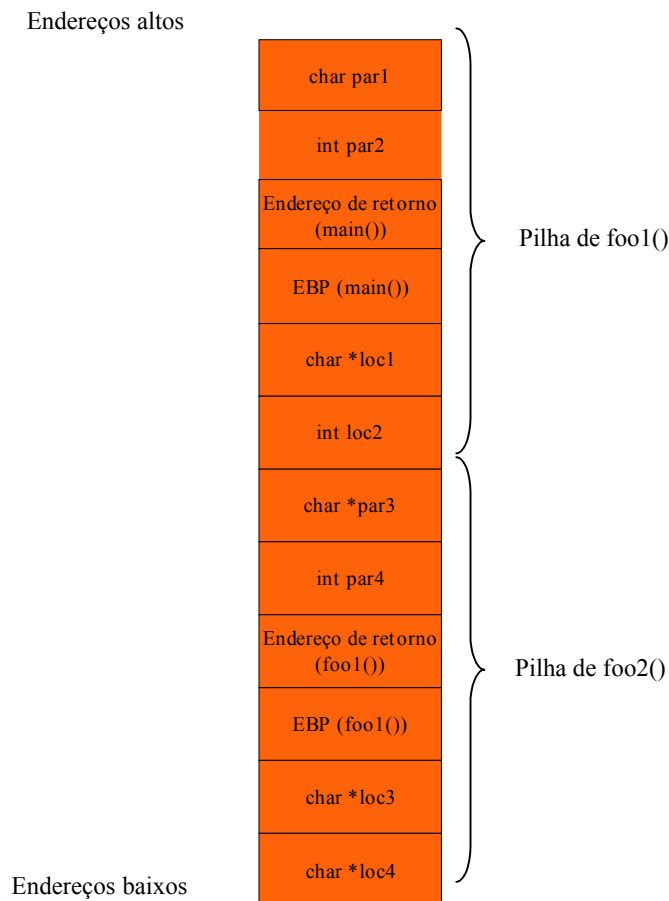 Endereços altos
char par1
int par2
Endereço de retorno
(main())
Pilha de foo1()
EBP (main())
char *loc1
int loc2
char *par3
int par4
Endereço de retorno
(foo1())
Pilha de foo2()
EBP (foo1())
char *loc3
char *loc4
Endereços baixos